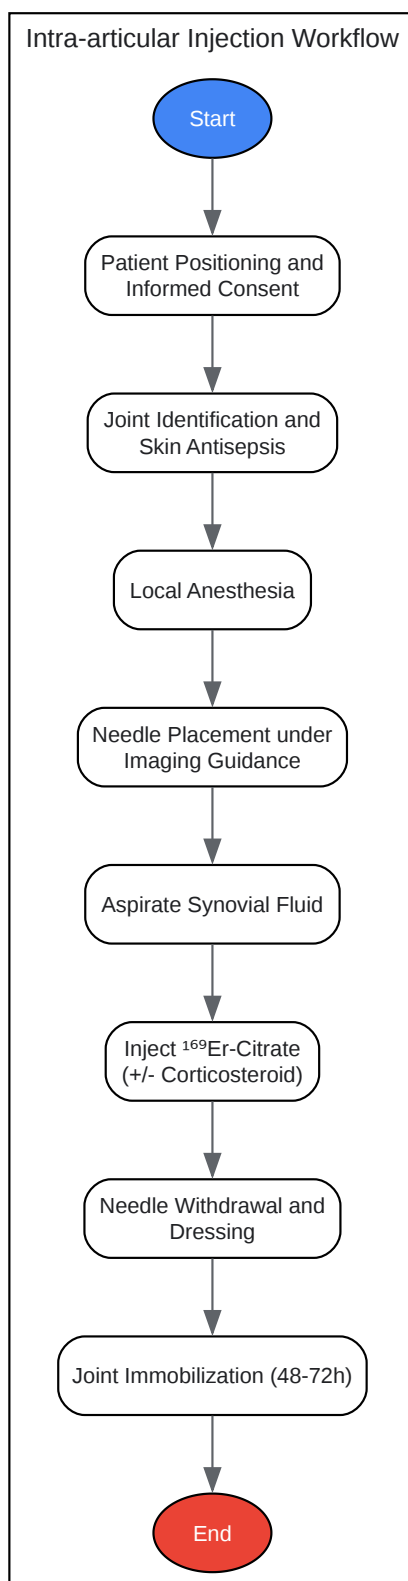 Intra-articular Injection Workflow
Start
Patient Positioning and
Informed Consent
Joint Identification and
Skin Antisepsis
Local Anesthesia
Needle Placement under
Imaging Guidance
Aspirate Synovial Fluid
Inject ¹⁶⁹Er-Citrate
(+/- Corticosteroid)
Needle Withdrawal and
Dressing
Joint Immobilization (48-72h)
End